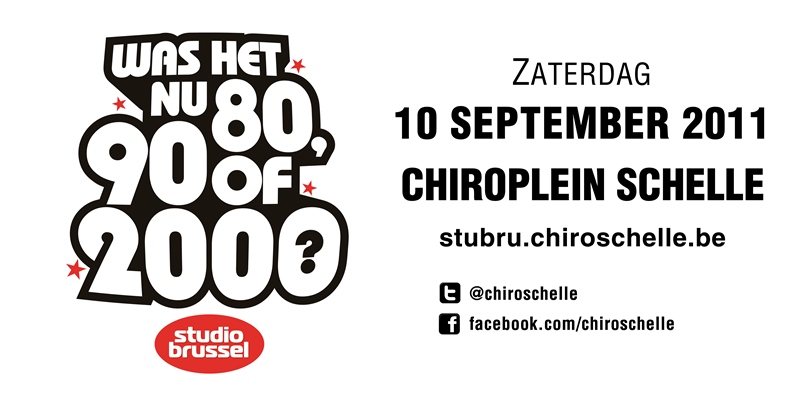 WAS HET
NU 80,
90 OF
2000?
studio
brussel
ZATERDAG
10 SEPTEMBER 2011
CHIROPLEIN SCHELLE
stubru.chiroschelle.be
@chiroschelle
facebook.com/chiroschelle